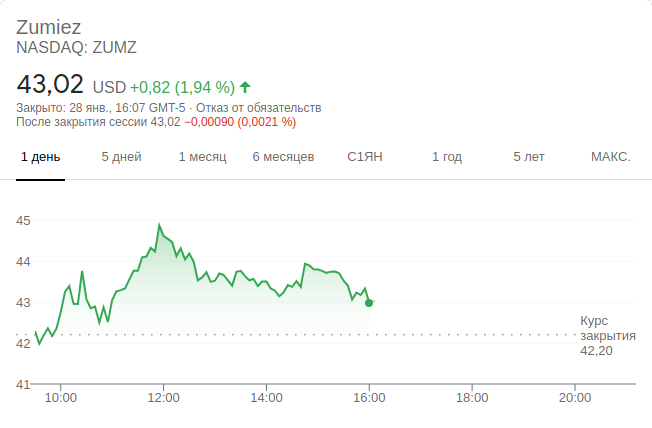 Zumiez
NASDAQ: ZUMZ
43,02 USD +0,82 (1,94 %)
Закрыто: 28 янв., 16:07 GMT-5 · Отказ от обязательств
После закрытия сессии 43,02 −0,00090 (0,0021 %)
1 день 5 дней 1 месяц 6 месяцев С1ЯН 1 год 5 лет МАКС.
45
44
43
Курс
закрытия
42
42,20
41
10:00 12:00 14:00 16:00 18:00 20:00